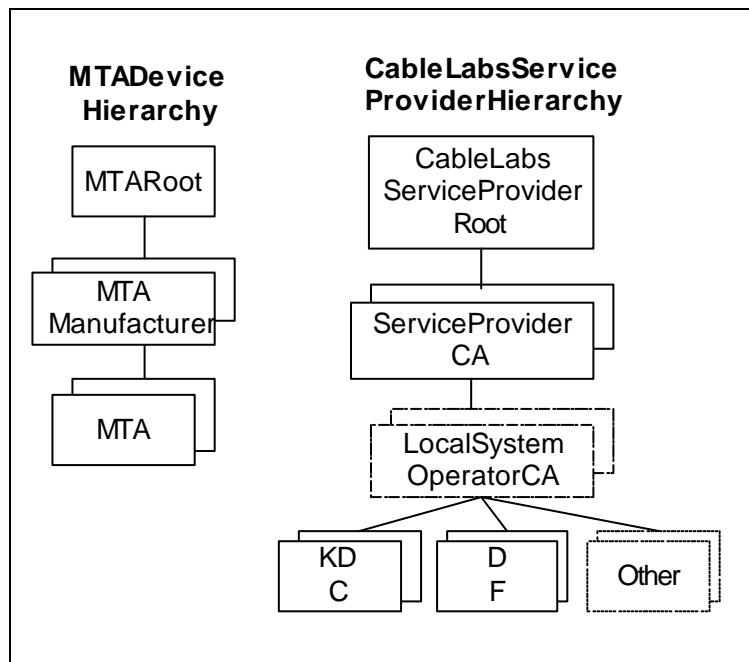 MTADevice
Hierarchy
MTARoot
MTA
Manufacturer
MTA
CableLabsService
ProviderHierarchy
CableLabs
ServiceProvider
Root
ServiceProvider
CA
LocalSystem
OperatorCA
KD
C
D
F
Other